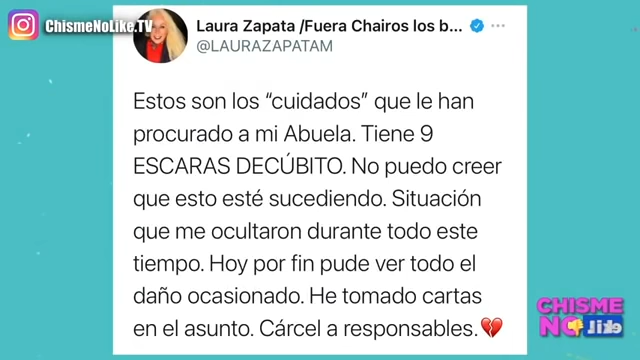 ChismeNoLike.TV
Laura Zapata /Fuera Chairos los b...
@LAURAZAPATAM
Estos son los “cuidados” que le han
procurado a mi Abuela. Tiene 9
ESCARAS DECÚBITO. No puedo creer
que esto esté sucediendo. Situación
que me ocultaron durante todo este
tiempo. Hoy por fin pude ver todo el
daño ocasionado. He tomado cartas
en el asunto. Cárcel a responsables.💔
CHISME
NO Like